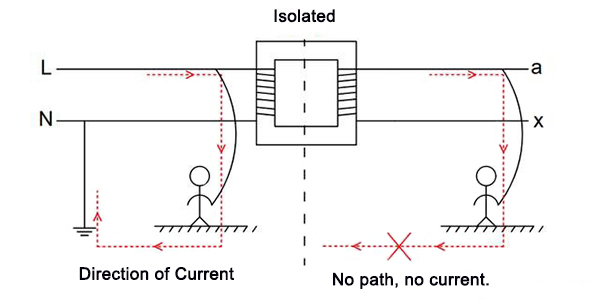 Isolated
L
a
N
x
Direction of Current
No path, no current.